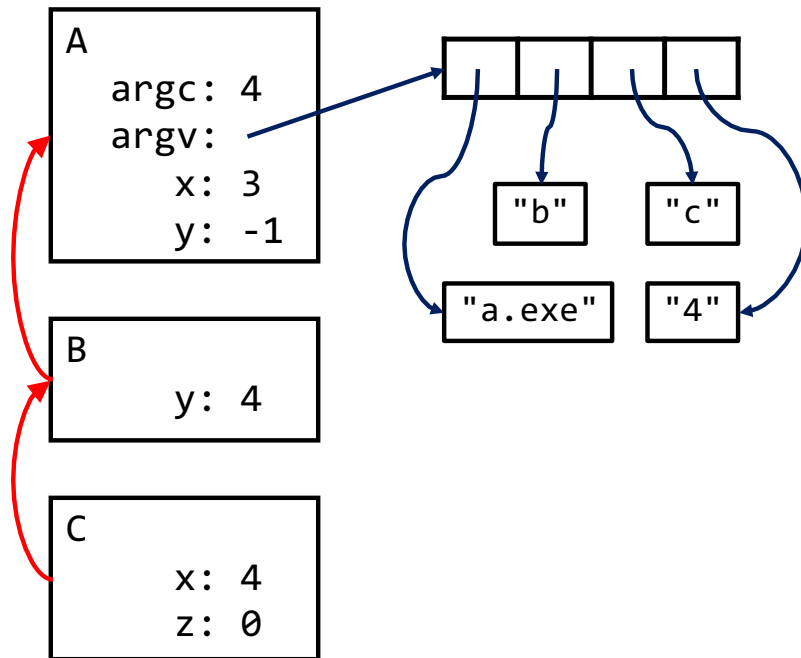 A
argc: 4
argv:
x: 3
y: -1
"b"
"c"
"a.exe"
"4"
B
y: 4
C
x: 4
z: 0